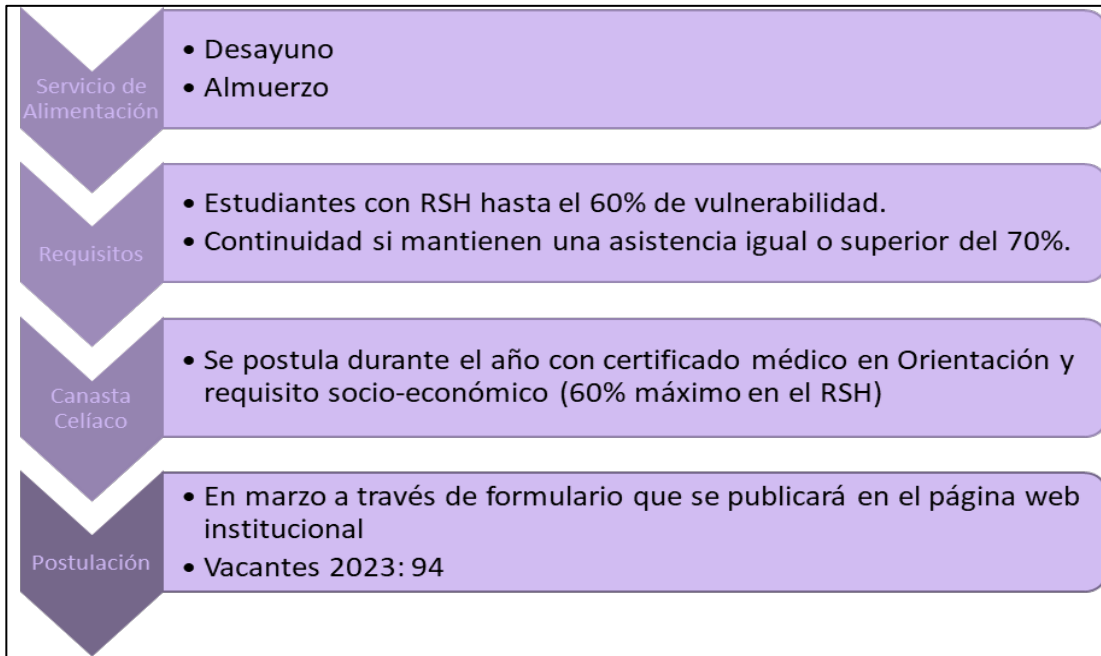 Servicio de
Alimentación
• Desayuno
• Almuerzo
Requisitos
• Estudiantes con RSH hasta el 60% de vulnerabilidad.
• Continuidad si mantienen una asistencia igual o superior del 70%.
Canasta
Celíaco
• Se postula durante el año con certificado médico en Orientación y
requisito socio-económico (60% máximo en el RSH)
Postulación
• En marzo a través de formulario que se publicará en el página web
institucional
• Vacantes 2023: 94